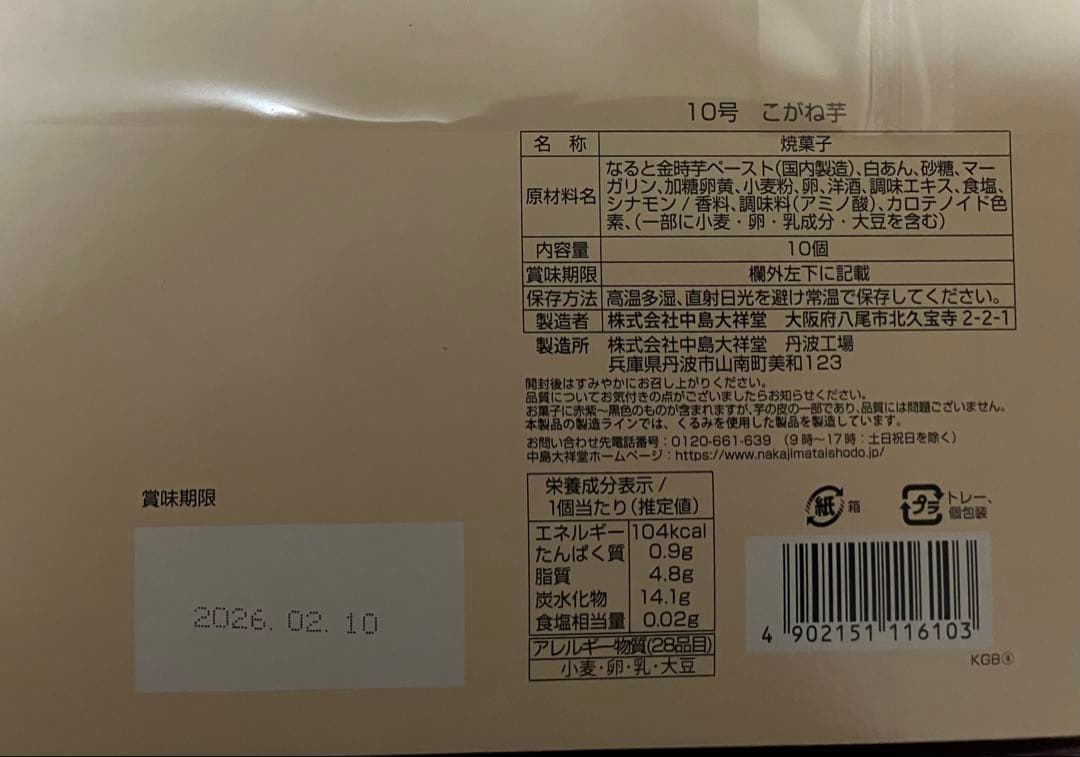 10号 こがね芋
名 称 焼菓子
原材料名 なると金時芋ペースト(国内製造)、白あん、砂糖、マー
ガリン、加糖卵黄、小麦粉、卵、洋酒、調味エキス、食塩、
シナモン / 香料、調味料(アミノ酸)、カロテノイド色
素、(一部に小麦・卵・乳成分・大豆を含む)
内容量 10個
賞味期限 欄外左下に記載
保存方法 高温多湿、直射日光を避け常温で保存してください。
製造者 株式会社中島大祥堂 大阪府八尾市北久宝寺 2-2-1
製造所 株式会社中島大祥堂 丹波工場
兵庫県丹波市山南町美和123
開封後はすみやかにお召し上がりください。
品質についてお気付きの点がございましたらお知らせください。
お菓子に赤紫〜黒色のものが含まれますが、芋の皮の一部であり、品質には問題ございません。
本製品の製造ラインでは、くるみを使用した製品を製造しています。
お問い合わせ先電話番号:0120-661-639 (9時〜17時:土日祝日を除く)
中島大祥堂ホームページ:https://www.nakajimataishodo.jp/
栄養成分表示 /
1個当たり(推定値)
エネルギー 104kcal
たんぱく質 0.9g
脂質 4.8g
炭水化物 14.1g
食塩相当量 0.02g
アレルギー物質(28品目)
小麦・卵・乳・大豆
紙 箱
プラ トレー、
個包装
4 902151 116103
KGB④
賞味期限
2026. 02. 10